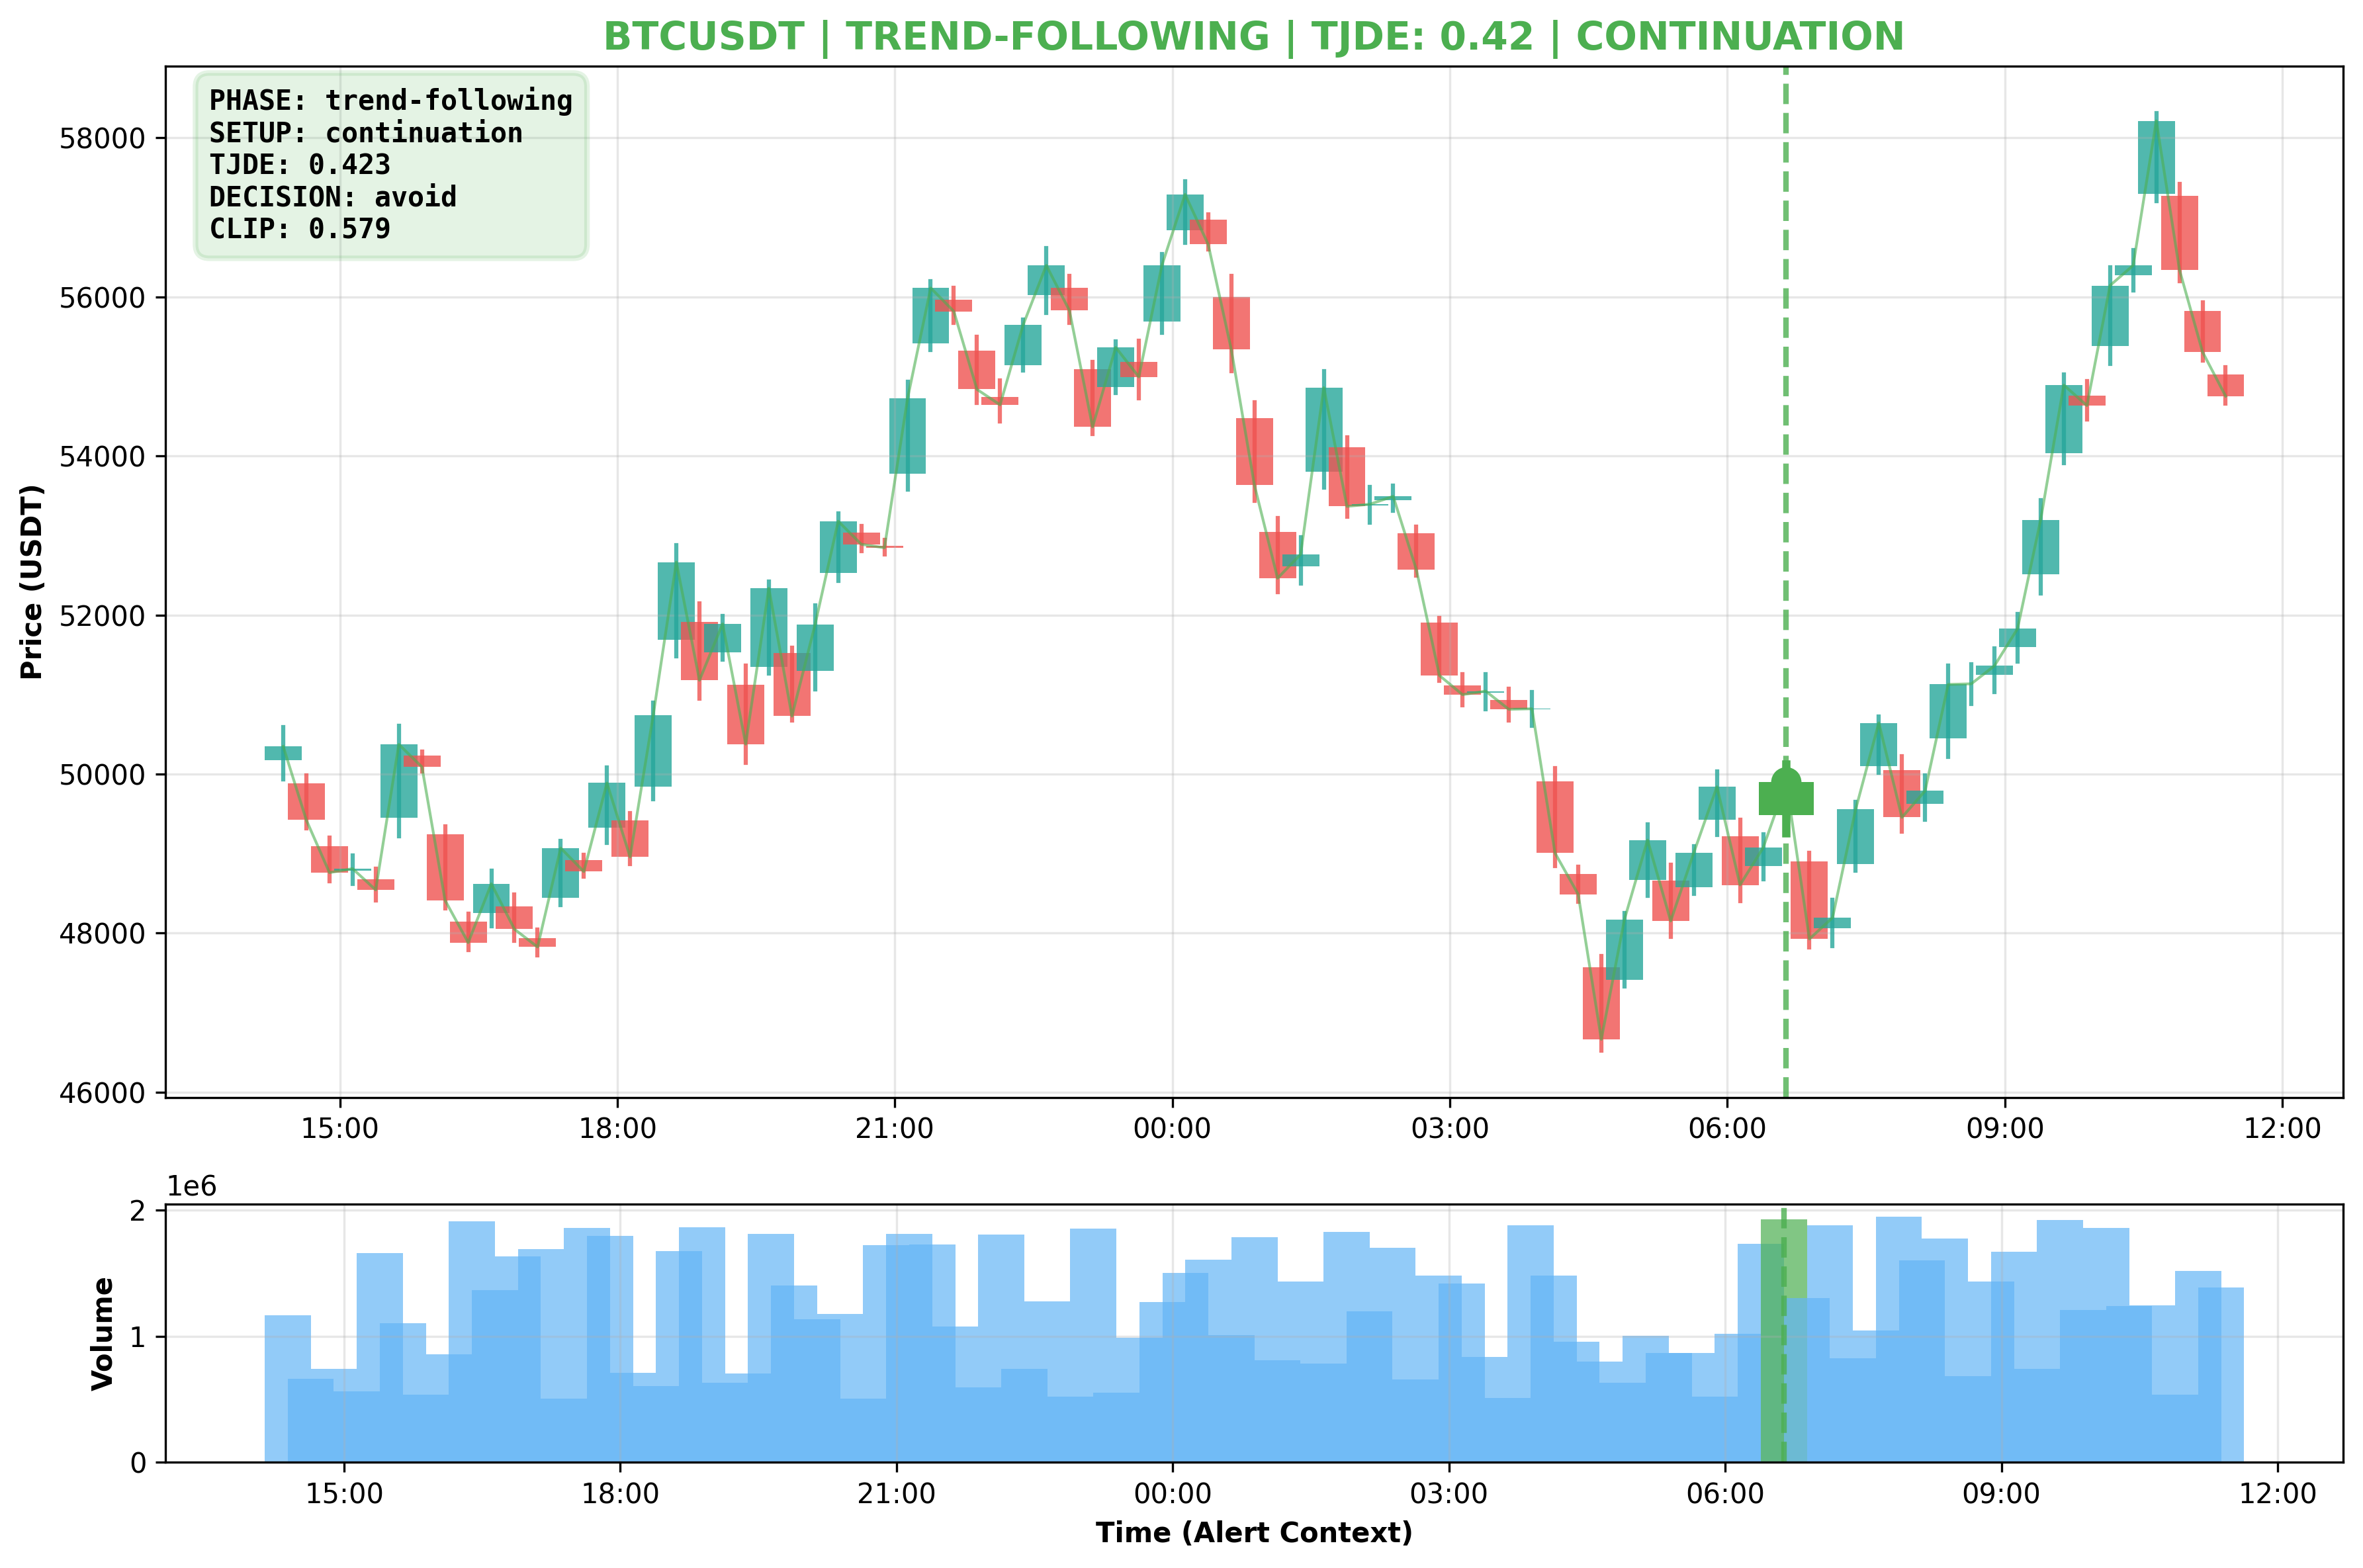 BTCUSDT | TREND-FOLLOWING | TJDE: 0.42 | CONTINUATION
PHASE: trend-following
SETUP: continuation
TJDE: 0.423
DECISION: avoid
CLIP: 0.579
Price (USDT)
58000
56000
54000
52000
50000
48000
46000
15:00 18:00 21:00 00:00 03:00 06:00 09:00 12:00
1e6
Volume
2
1
0
15:00 18:00 21:00 00:00 03:00 06:00 09:00 12:00
Time (Alert Context)